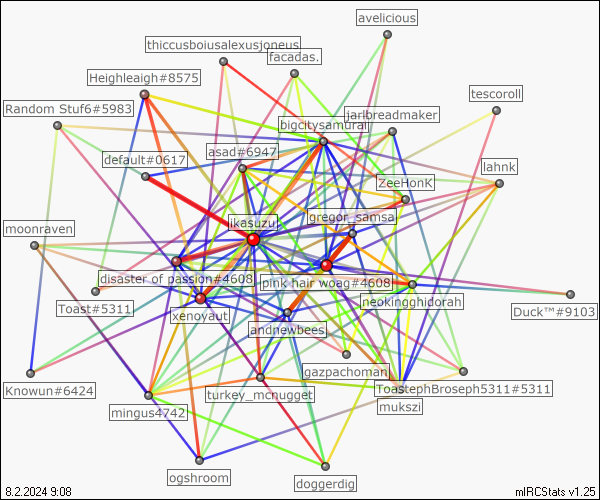 avelicious
thiccusboiusalexusjoneus
facadas.
Heighleigh#8575
tescoroll
Random Stuf6#5983
jarlbreadmaker
bigcitysamurai
asad#6947
default#0617
lahnk
ZeeHonK
ikasuzu
gregor_samsa
moonraven
disaster of passion#4608
pink hair woag#4608
neokingghidorah
Toast#5311
Duck™#9103
xenoyaut
andnewbees
gazpachoman
Knowun#6424
turkey_mcnugget
ToastephBroseph5311#5311
mingus4742
mukszi
ogshroom
doggerdig
8.2.2024 9:08
mIRCStats v1.25